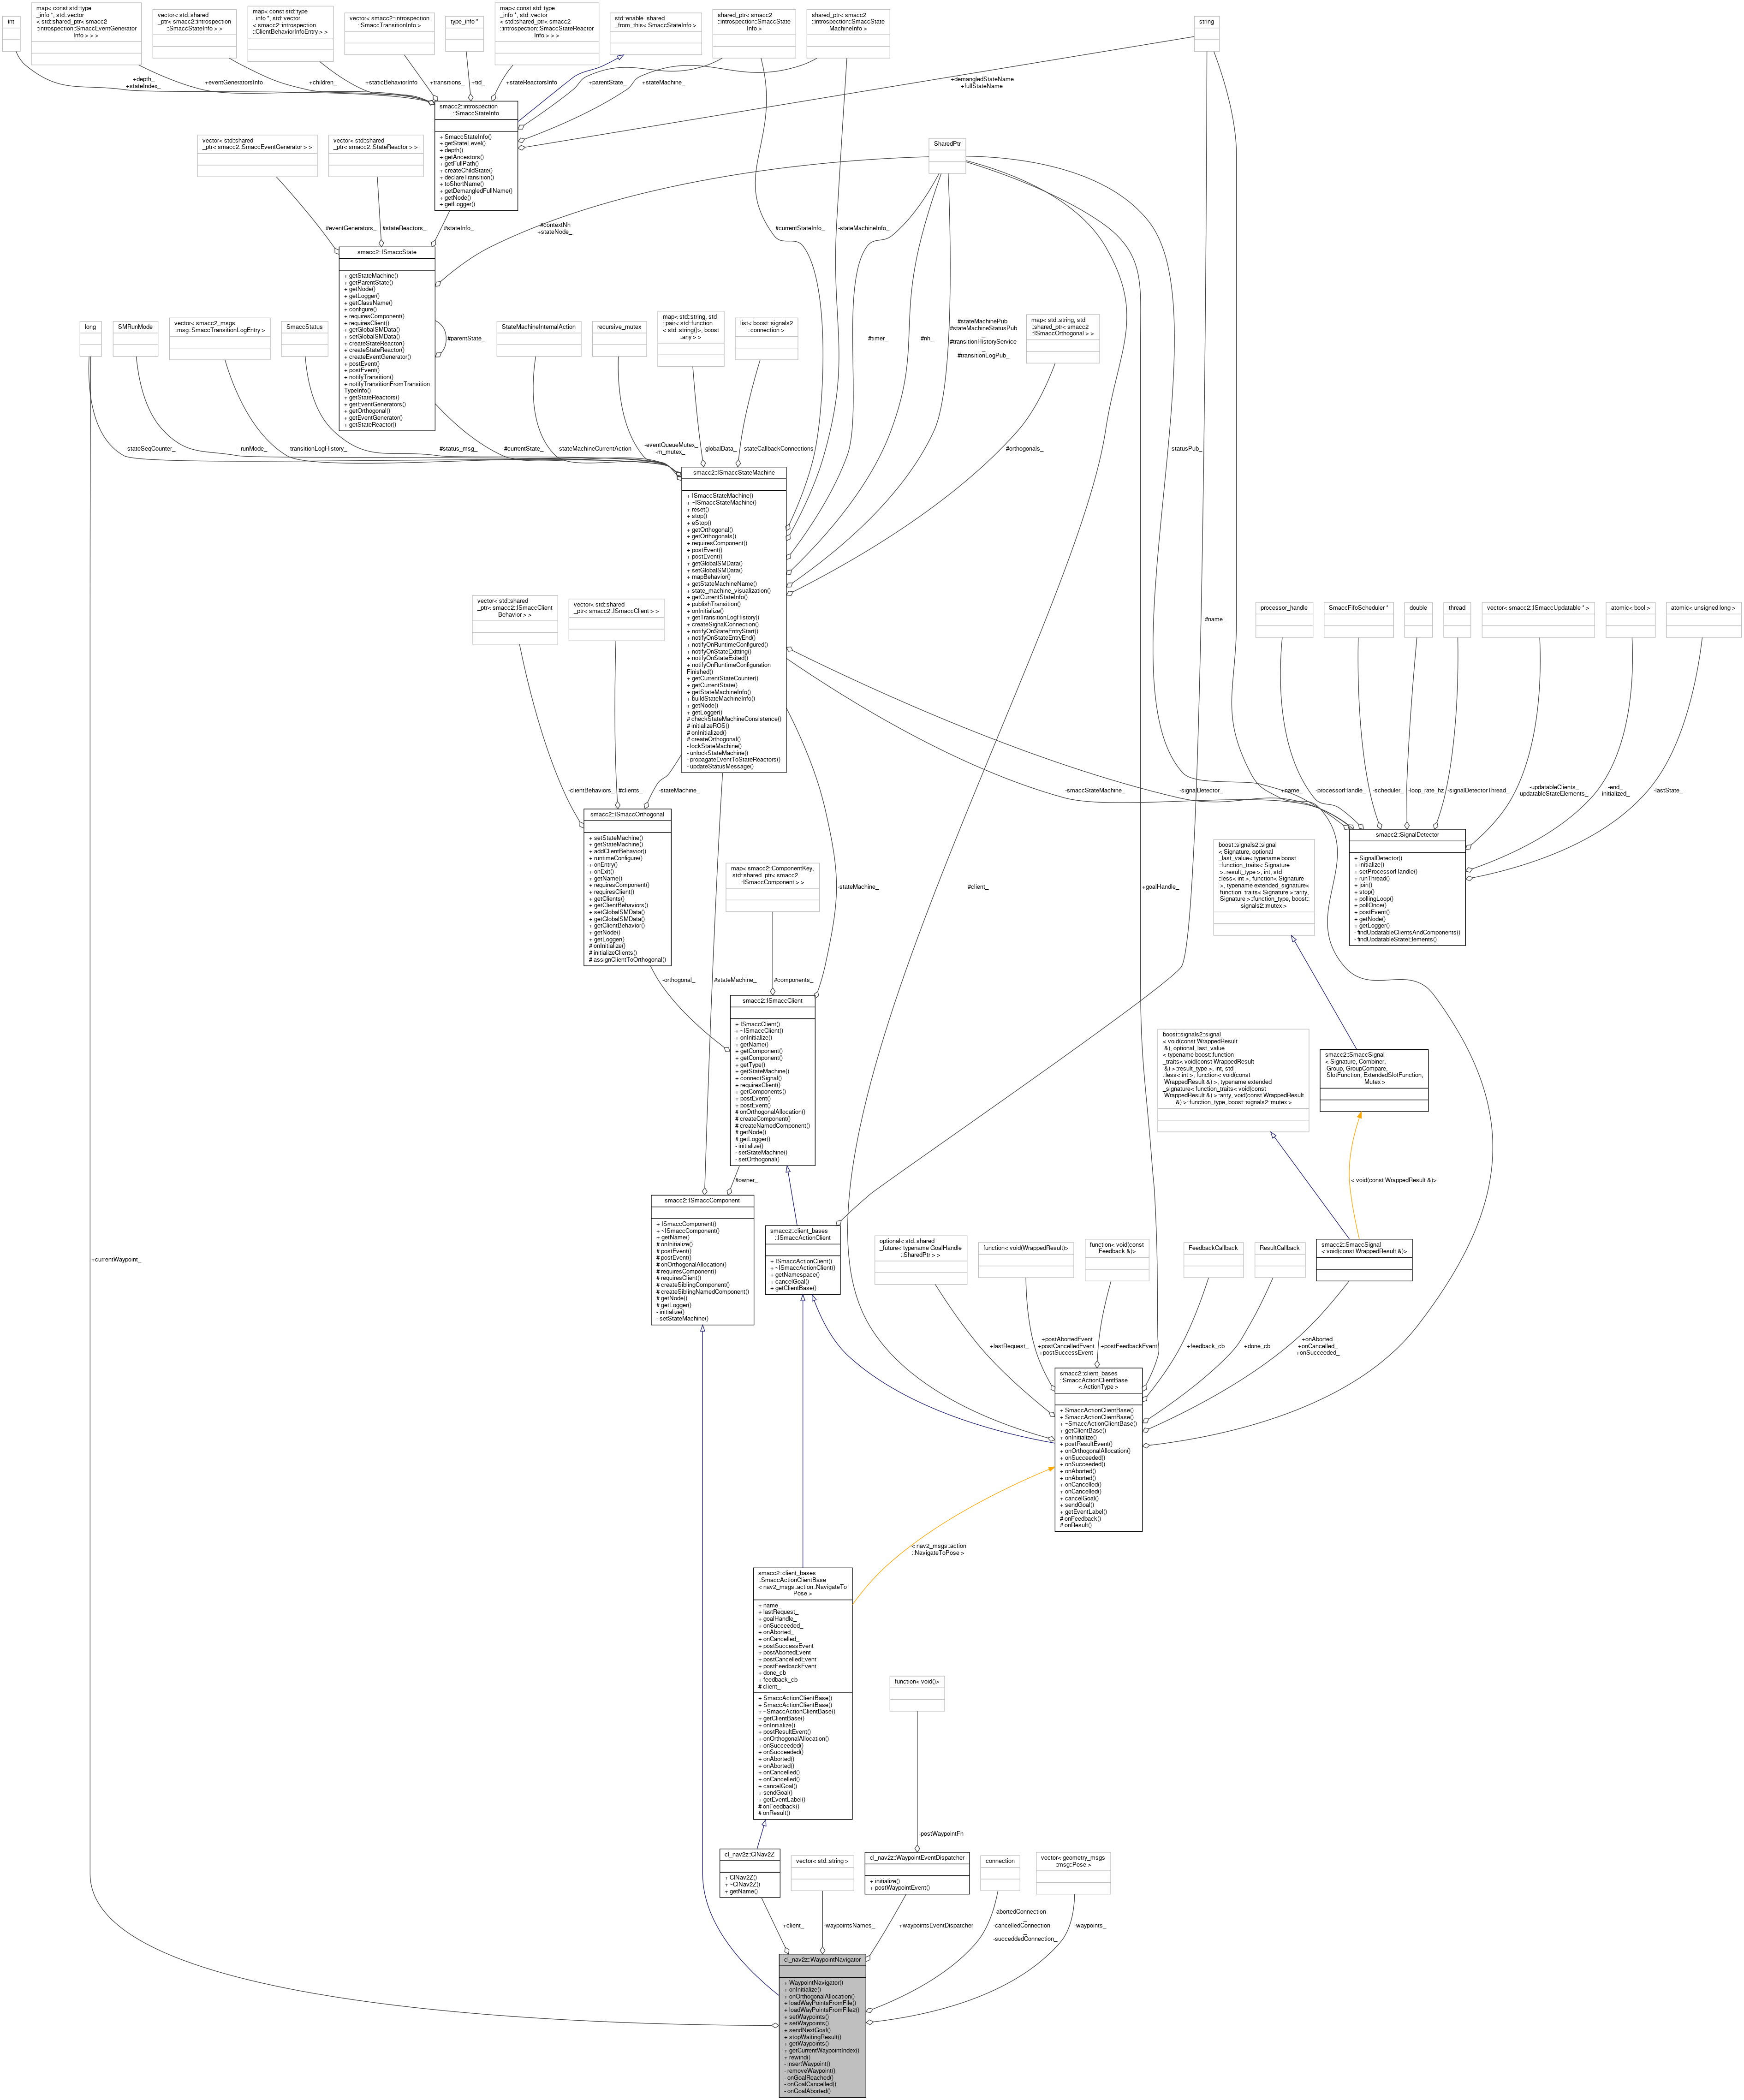 int
map< const std::type
_info *, std::vector
< std::shared_ptr< smacc2
::introspection::SmaccEventGenerator
Info > > >
vector< std::shared
_ptr< smacc2::introspection
::SmaccStateInfo > >
map< const std::type
_info *, std::vector
< smacc2::introspection
::ClientBehaviorInfoEntry > >
vector< smacc2::introspection
::SmaccTransitionInfo >
type_info *
map< const std::type
_info *, std::vector
< std::shared_ptr< smacc2
::introspection::SmaccStateReactor
Info > > >
std::enable_shared
_from_this< SmaccStateInfo >
shared_ptr< smacc2
::introspection::SmaccState
Info >
shared_ptr< smacc2
::introspection::SmaccState
MachineInfo >
string
+depth_
+stateIndex_
+eventGeneratorsInfo
+children_
+staticBehaviorInfo
+transitions_
+tid_
+stateReactorsInfo
+parentState_
+stateMachine_
+demangledStateName
+fullStateName
smacc2::introspection
::SmaccStateInfo
+ SmaccStateInfo()
+ getStateLevel()
+ depth()
+ getAncestors()
+ getFullPath()
+ createChildState()
+ declareTransition()
+ toShortName()
+ getDemangledFullName()
+ getNode()
+ getLogger()
vector< std::shared
_ptr< smacc2::SmaccEventGenerator > >
vector< std::shared
_ptr< smacc2::StateReactor > >
SharedPtr
#eventGenerators_
#stateReactors_
#stateInfo_
#contextNh
+stateNode_
#currentStateInfo_
-stateMachineInfo_
smacc2::ISmaccState
+ getStateMachine()
+ getParentState()
+ getNode()
+ getLogger()
+ getClassName()
+ configure()
+ requiresComponent()
+ requiresClient()
+ getGlobalSMData()
+ setGlobalSMData()
+ createStateReactor()
+ createStateReactor()
+ createEventGenerator()
+ postEvent()
+ postEvent()
+ notifyTransition()
+ notifyTransitionFromTransition
TypeInfo()
+ getStateReactors()
+ getEventGenerators()
+ getOrthogonal()
+ getEventGenerator()
+ getStateReactor()
#parentState_
long
SMRunMode
vector< smacc2_msgs
::msg::SmaccTransitionLogEntry >
SmaccStatus
StateMachineInternalAction
recursive_mutex
map< std::string, std
::pair< std::function
< std::string()>, boost
::any > >
list< boost::signals2
::connection >
#timer_
#nh_
#stateMachinePub_
#stateMachineStatusPub
_
#transitionHistoryService
_
#transitionLogPub_
map< std::string, std
::shared_ptr< smacc2
::ISmaccOrthogonal > >
-stateSeqCounter_
-runMode_
-transitionLogHistory_
#status_msg_
#currentState_
-stateMachineCurrentAction
-eventQueueMutex_
-m_mutex_
-globalData_
-stateCallbackConnections
#orthogonals_
-statusPub_
smacc2::ISmaccStateMachine
+ ISmaccStateMachine()
+ ~ISmaccStateMachine()
+ reset()
+ stop()
+ eStop()
+ getOrthogonal()
+ getOrthogonals()
+ requiresComponent()
+ postEvent()
+ postEvent()
+ getGlobalSMData()
+ setGlobalSMData()
+ mapBehavior()
+ getStateMachineName()
+ state_machine_visualization()
+ getCurrentStateInfo()
+ publishTransition()
+ onInitialize()
+ getTransitionLogHistory()
+ createSignalConnection()
+ notifyOnStateEntryStart()
+ notifyOnStateEntryEnd()
+ notifyOnRuntimeConfigured()
+ notifyOnStateExitting()
+ notifyOnStateExited()
+ notifyOnRuntimeConfiguration
Finished()
+ getCurrentStateCounter()
+ getCurrentState()
+ getStateMachineInfo()
+ buildStateMachineInfo()
+ getNode()
+ getLogger()
# checkStateMachineConsistence()
# initializeROS()
# onInitialized()
# createOrthogonal()
- lockStateMachine()
- unlockStateMachine()
- propagateEventToStateReactors()
- updateStatusMessage()
vector< std::shared
_ptr< smacc2::ISmaccClient
Behavior > >
vector< std::shared
_ptr< smacc2::ISmaccClient > >
processor_handle
SmaccFifoScheduler *
double
thread
vector< smacc2::ISmaccUpdatable * >
atomic< bool >
atomic< unsigned long >
#name_
-clientBehaviors_
#clients_
-stateMachine_
-smaccStateMachine_
-signalDetector_
+name_
-processorHandle_
-scheduler_
-loop_rate_hz
-signalDetectorThread_
-updatableClients_
-updatableStateElements_
-end_
-initialized_
-lastState_
smacc2::ISmaccOrthogonal
+ setStateMachine()
+ getStateMachine()
+ addClientBehavior()
+ runtimeConfigure()
+ onEntry()
+ onExit()
+ getName()
+ requiresComponent()
+ requiresClient()
+ getClients()
+ getClientBehaviors()
+ setGlobalSMData()
+ getGlobalSMData()
+ getClientBehavior()
+ getNode()
+ getLogger()
# onInitialize()
# initializeClients()
# assignClientToOrthogonal()
smacc2::SignalDetector
+ SignalDetector()
+ initialize()
+ setProcessorHandle()
+ runThread()
+ join()
+ stop()
+ pollingLoop()
+ pollOnce()
+ postEvent()
+ getNode()
+ getLogger()
- findUpdatableClientsAndComponents()
- findUpdatableStateElements()
map< smacc2::ComponentKey,
std::shared_ptr< smacc2
::ISmaccComponent > >
boost::signals2::signal
< Signature, optional
_last_value< typename boost
::function_traits< Signature
>::result_type >, int, std
::less< int >, function< Signature
>, typename extended_signature<
function_traits< Signature >::arity,
Signature >::function_type, boost::
signals2::mutex >
-stateMachine_
#client_
+goalHandle_
-orthogonal_
#stateMachine_
#components_
smacc2::ISmaccClient
+ ISmaccClient()
+ ~ISmaccClient()
+ onInitialize()
+ getName()
+ getComponent()
+ getComponent()
+ getType()
+ getStateMachine()
+ connectSignal()
+ requiresClient()
+ getComponents()
+ postEvent()
+ postEvent()
# onOrthogonalAllocation()
# createComponent()
# createNamedComponent()
# getNode()
# getLogger()
- initialize()
- setStateMachine()
- setOrthogonal()
boost::signals2::signal
< void(const WrappedResult
&), optional_last_value
< typename boost::function
_traits< void(const WrappedResult
&) >::result_type >, int, std
::less< int >, function< void(const
WrappedResult &) >, typename extended
_signature< function_traits< void(const
WrappedResult &) >::arity, void(const WrappedResult
&) >::function_type, boost::signals2::mutex >
smacc2::SmaccSignal
< Signature, Combiner,
Group, GroupCompare,
SlotFunction, ExtendedSlotFunction,
Mutex >
#owner_
< void(const WrappedResult &)>
smacc2::ISmaccComponent
+ ISmaccComponent()
+ ~ISmaccComponent()
+ getName()
# onInitialize()
# postEvent()
# postEvent()
# onOrthogonalAllocation()
# requiresComponent()
# requiresClient()
# createSiblingComponent()
# createSiblingNamedComponent()
# getNode()
# getLogger()
- initialize()
- setStateMachine()
smacc2::client_bases
::ISmaccActionClient
+ ISmaccActionClient()
+ ~ISmaccActionClient()
+ getNamespace()
+ cancelGoal()
+ getClientBase()
optional< std::shared
_future< typename GoalHandle
::SharedPtr > >
function< void(WrappedResult)>
function< void(const
Feedback &)>
FeedbackCallback
ResultCallback
smacc2::SmaccSignal
< void(const WrappedResult &)>
+currentWaypoint_
+lastRequest_
+postAbortedEvent
+postCancelledEvent
+postSuccessEvent
+postFeedbackEvent
+feedback_cb
+done_cb
+onAborted_
+onCancelled_
+onSucceeded_
smacc2::client_bases
::SmaccActionClientBase
< ActionType >
+ SmaccActionClientBase()
+ SmaccActionClientBase()
+ ~SmaccActionClientBase()
+ getClientBase()
+ onInitialize()
+ postResultEvent()
+ onOrthogonalAllocation()
+ onSucceeded()
+ onSucceeded()
+ onAborted()
+ onAborted()
+ onCancelled()
+ onCancelled()
+ cancelGoal()
+ sendGoal()
+ getEventLabel()
# onFeedback()
# onResult()
< nav2_msgs::action
::NavigateToPose >
smacc2::client_bases
::SmaccActionClientBase
< nav2_msgs::action::NavigateTo
Pose >
+ name_
+ lastRequest_
+ goalHandle_
+ onSucceeded_
+ onAborted_
+ onCancelled_
+ postSuccessEvent
+ postAbortedEvent
+ postCancelledEvent
+ postFeedbackEvent
+ done_cb
+ feedback_cb
# client_
+ SmaccActionClientBase()
+ SmaccActionClientBase()
+ ~SmaccActionClientBase()
+ getClientBase()
+ onInitialize()
+ postResultEvent()
+ onOrthogonalAllocation()
+ onSucceeded()
+ onSucceeded()
+ onAborted()
+ onAborted()
+ onCancelled()
+ onCancelled()
+ cancelGoal()
+ sendGoal()
+ getEventLabel()
# onFeedback()
# onResult()
function< void()>
-postWaypointFn
cl_nav2z::ClNav2Z
+ ClNav2Z()
+ ~ClNav2Z()
+ getName()
vector< std::string >
cl_nav2z::WaypointEventDispatcher
+ initialize()
+ postWaypointEvent()
connection
vector< geometry_msgs
::msg::Pose >
+client_
-waypointsNames_
+waypointsEventDispatcher
-abortedConnection
_
-cancelledConnection
_
-succeddedConnection_
-waypoints_
cl_nav2z::WaypointNavigator
+ WaypointNavigator()
+ onInitialize()
+ onOrthogonalAllocation()
+ loadWayPointsFromFile()
+ loadWayPointsFromFile2()
+ setWaypoints()
+ setWaypoints()
+ sendNextGoal()
+ stopWaitingResult()
+ getWaypoints()
+ getCurrentWaypointIndex()
+ rewind()
- insertWaypoint()
- removeWaypoint()
- onGoalReached()
- onGoalCancelled()
- onGoalAborted()